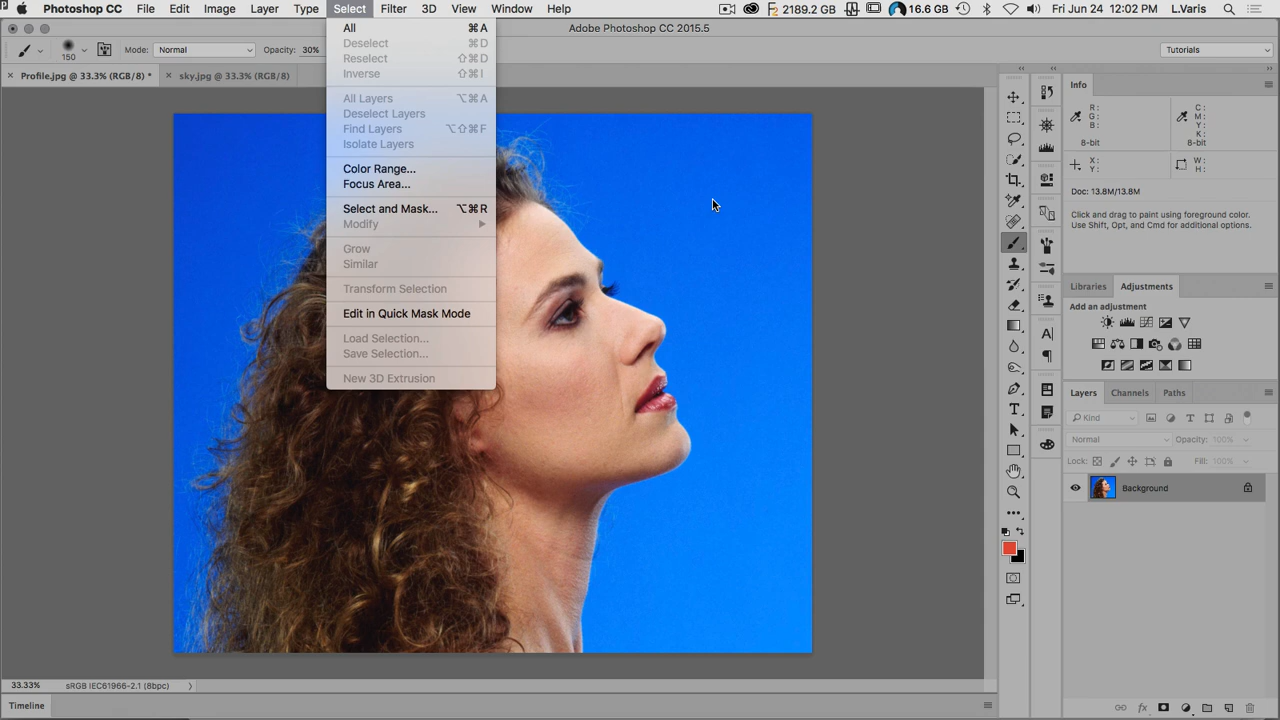 Photoshop CC File Edit Image Layer Type Select Filter 3D View Window Help 2189.2 GB 16.6 GB Fri Jun 24 12:02 PM L.Varis
Adobe Photoshop CC 2015.5
150 Mode: Normal Opacity: 30% Tutorials
× Profile.jpg @ 33.3% (RGB/8) * × sky.jpg @ 33.3% (RGB/8)
All ⌘A
Deselect ⌘D
Reselect ⇧⌘D
Inverse ⇧⌘I
All Layers ⌥⌘A
Deselect Layers
Find Layers ⌥⇧⌘F
Isolate Layers
Color Range...
Focus Area...
Select and Mask... ⌥⌘R
Modify
Grow
Similar
Transform Selection
Edit in Quick Mask Mode
Load Selection...
Save Selection...
New 3D Extrusion
Info
R: C:
G: M:
B: Y:
K:
8-bit 8-bit
X: W:
Y: H:
Doc: 13.8M/13.8M
Click and drag to paint using foreground color.
Use Shift, Opt, and Cmd for additional options.
Libraries Adjustments
Add an adjustment
Layers Channels Paths
Kind
Normal Opacity: 100%
Lock: Fill: 100%
Background
33.33% sRGB IEC61966-2.1 (8bpc)
Timeline